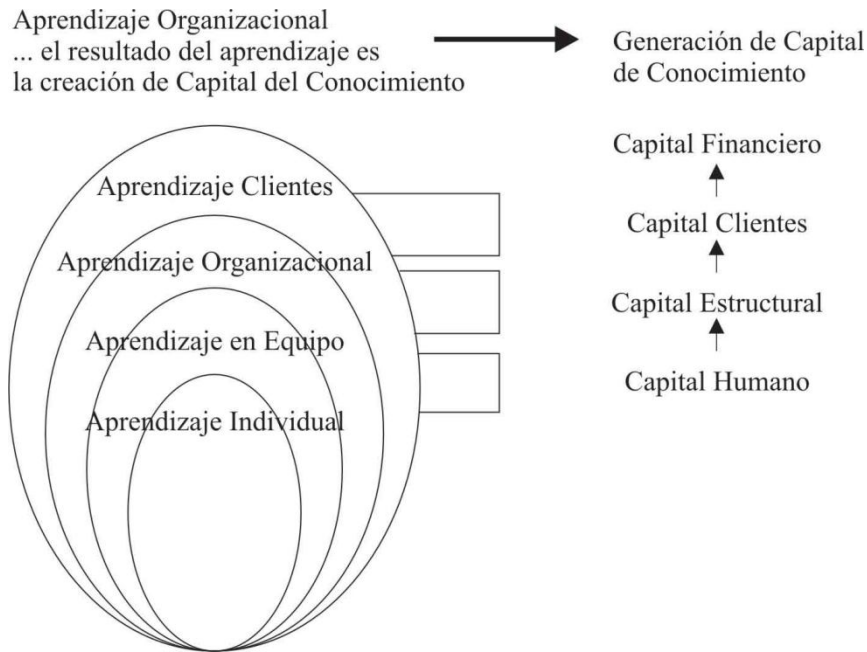 Aprendizaje Organizacional
... el resultado del aprendizaje es
la creación de Capital del Conocimiento
Generación de Capital
de Conocimiento
Aprendizaje Clientes
Aprendizaje Organizacional
Aprendizaje en Equipo
Aprendizaje Individual
Capital Financiero
Capital Clientes
Capital Estructural
Capital Humano